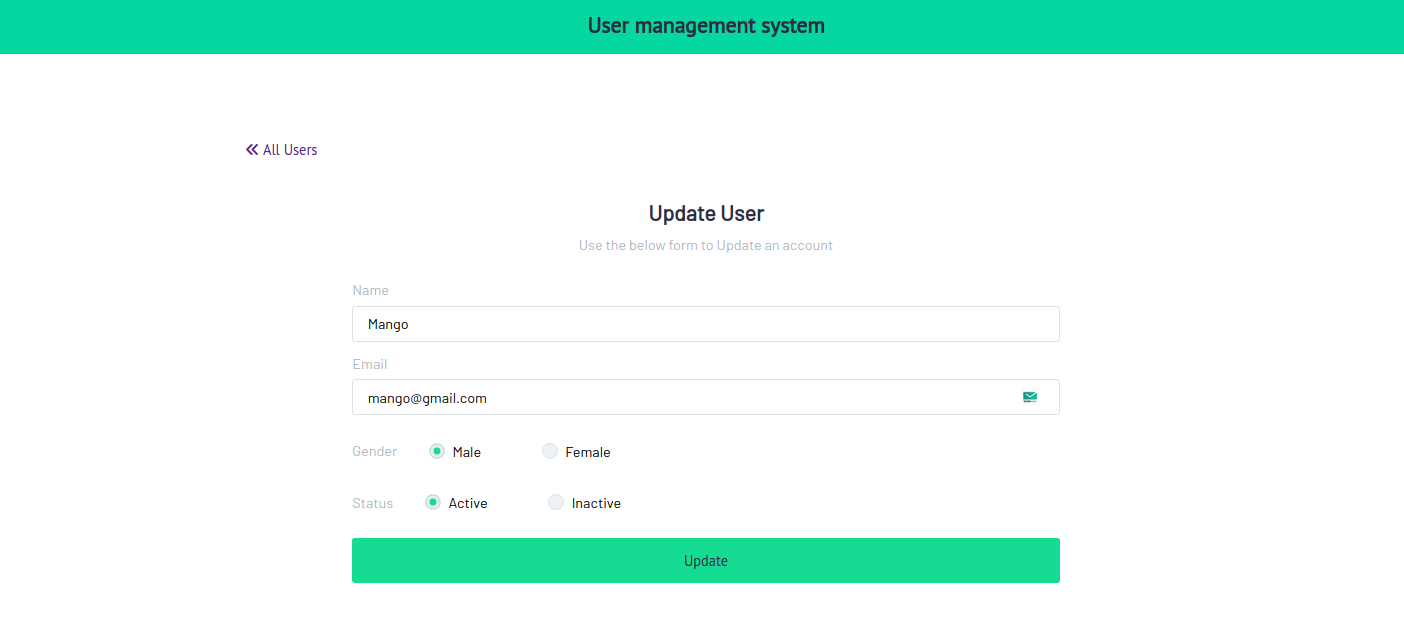 User management system
All Users
Update User
Use the below form to Update an account
Name
Mango
Email
mango@gmail.com
Gender Male Female
Status Active Inactive
Update